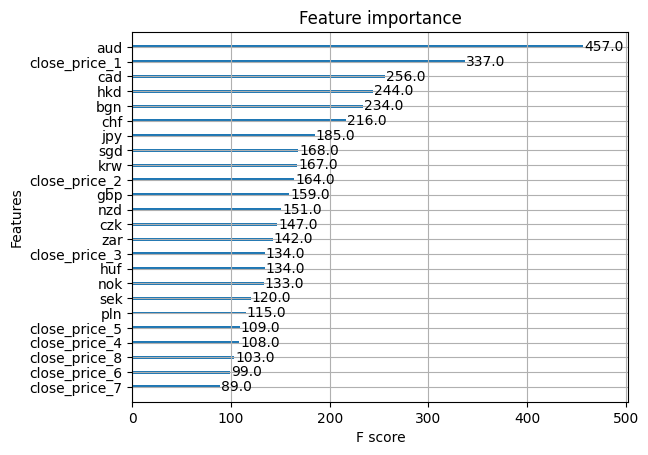 Feature importance
aud 457.0
close_price_1 337.0
cad 256.0
hkd 244.0
bgn 234.0
chf 216.0
jpy 185.0
sgd 168.0
krw 167.0
close_price_2 164.0
gbp 159.0
nzd 151.0
czk 147.0
zar 142.0
close_price_3 134.0
huf 134.0
nok 133.0
sek 120.0
pln 115.0
close_price_5 109.0
close_price_4 108.0
close_price_8 103.0
close_price_6 99.0
close_price_7 89.0
Features
0 100 200 300 400 500
F score